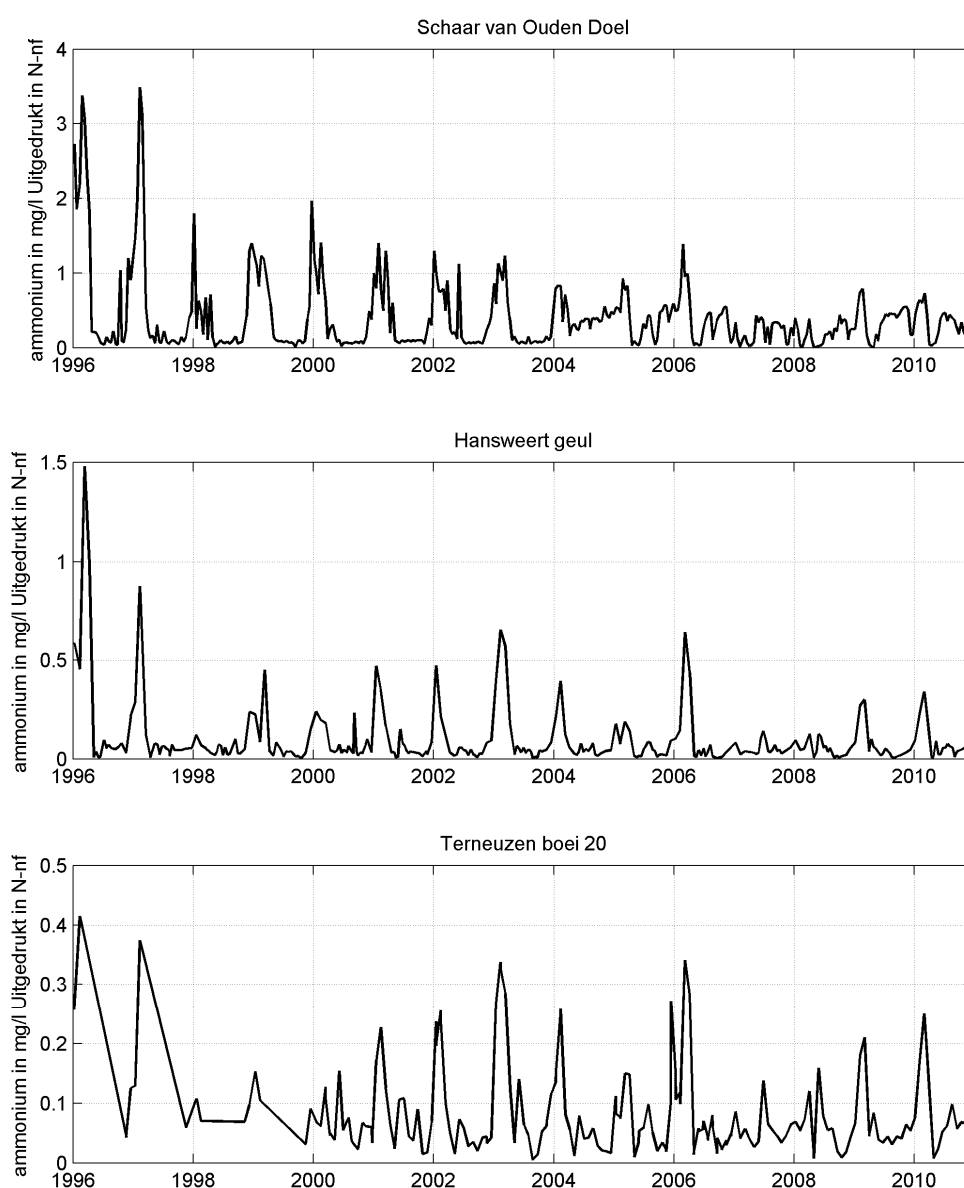 Schaar van Ouden Doel
ammonium in mg/l Uitgedrukt in N-nf
4
3
2
1
0
1996 1998 2000 2002 2004 2006 2008 2010
Hansweert geul
ammonium in mg/l Uitgedrukt in N-nf
1.5
1
0.5
0
1996 1998 2000 2002 2004 2006 2008 2010
Terneuzen boei 20
ammonium in mg/l Uitgedrukt in N-nf
0.5
0.4
0.3
0.2
0.1
0
1996 1998 2000 2002 2004 2006 2008 2010